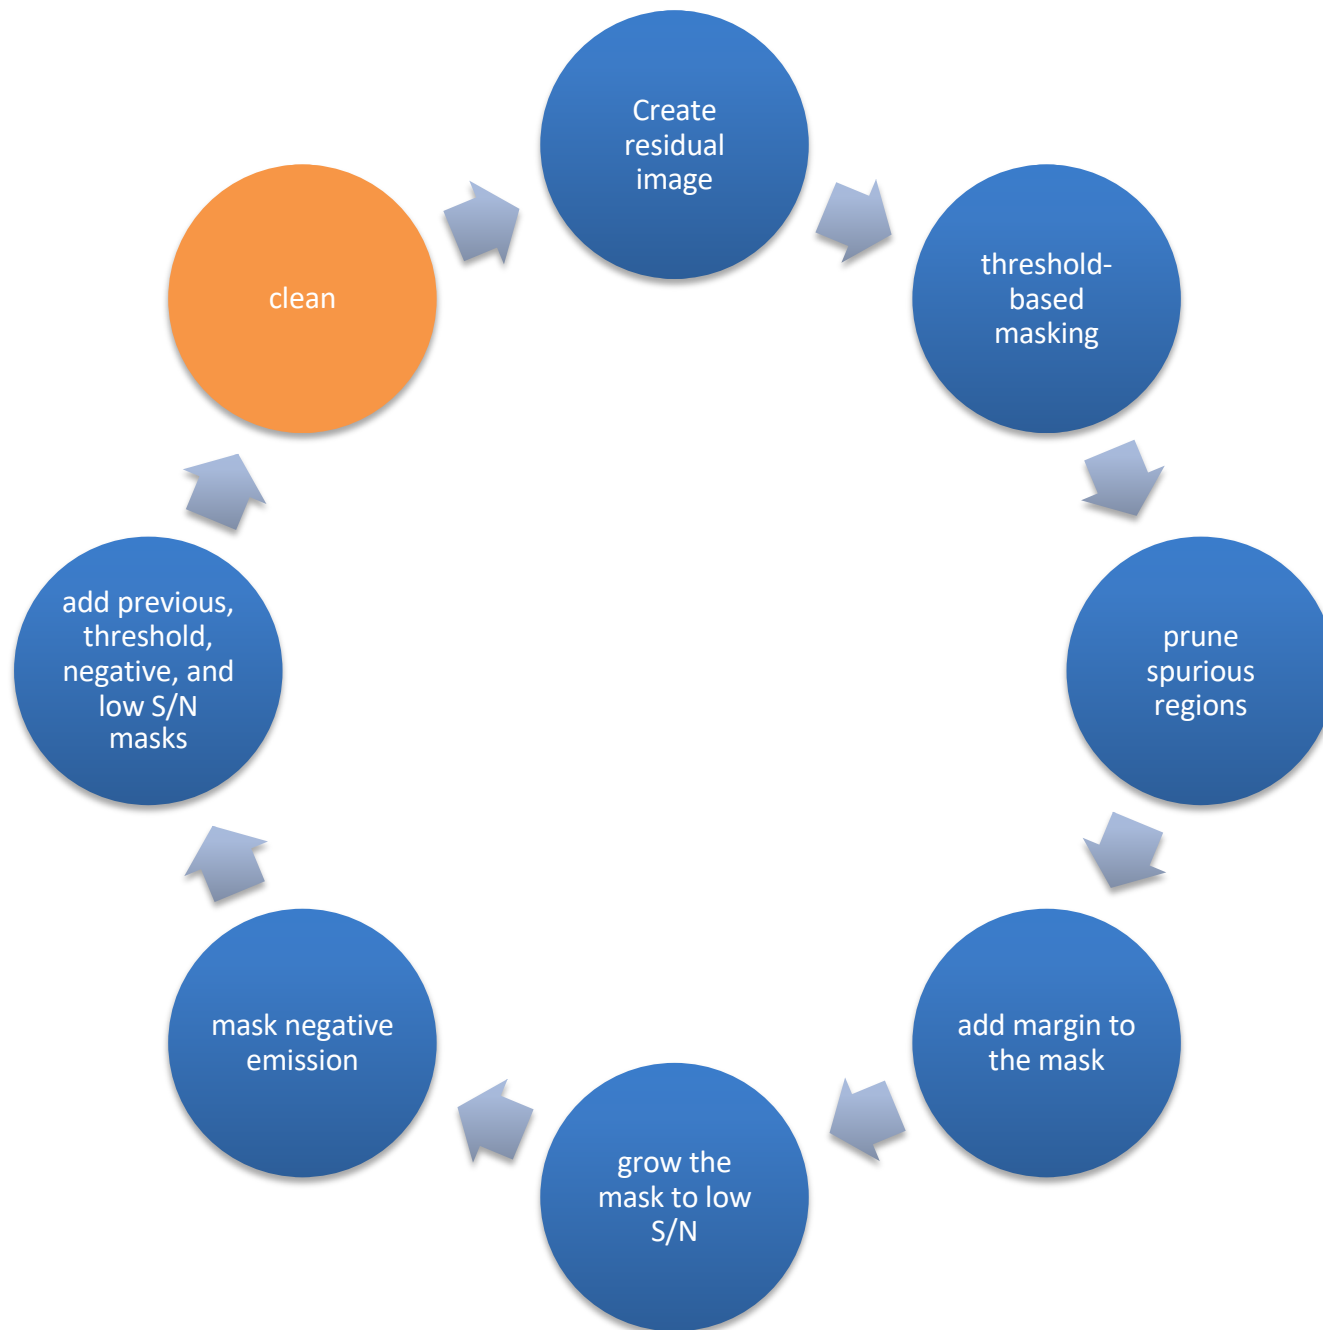 Create
residual
image
threshold-
based
masking
prune
spurious
regions
add margin to
the mask
grow the
mask to low
S/N
mask negative
emission
add previous,
threshold,
negative, and
low S/N
masks
clean